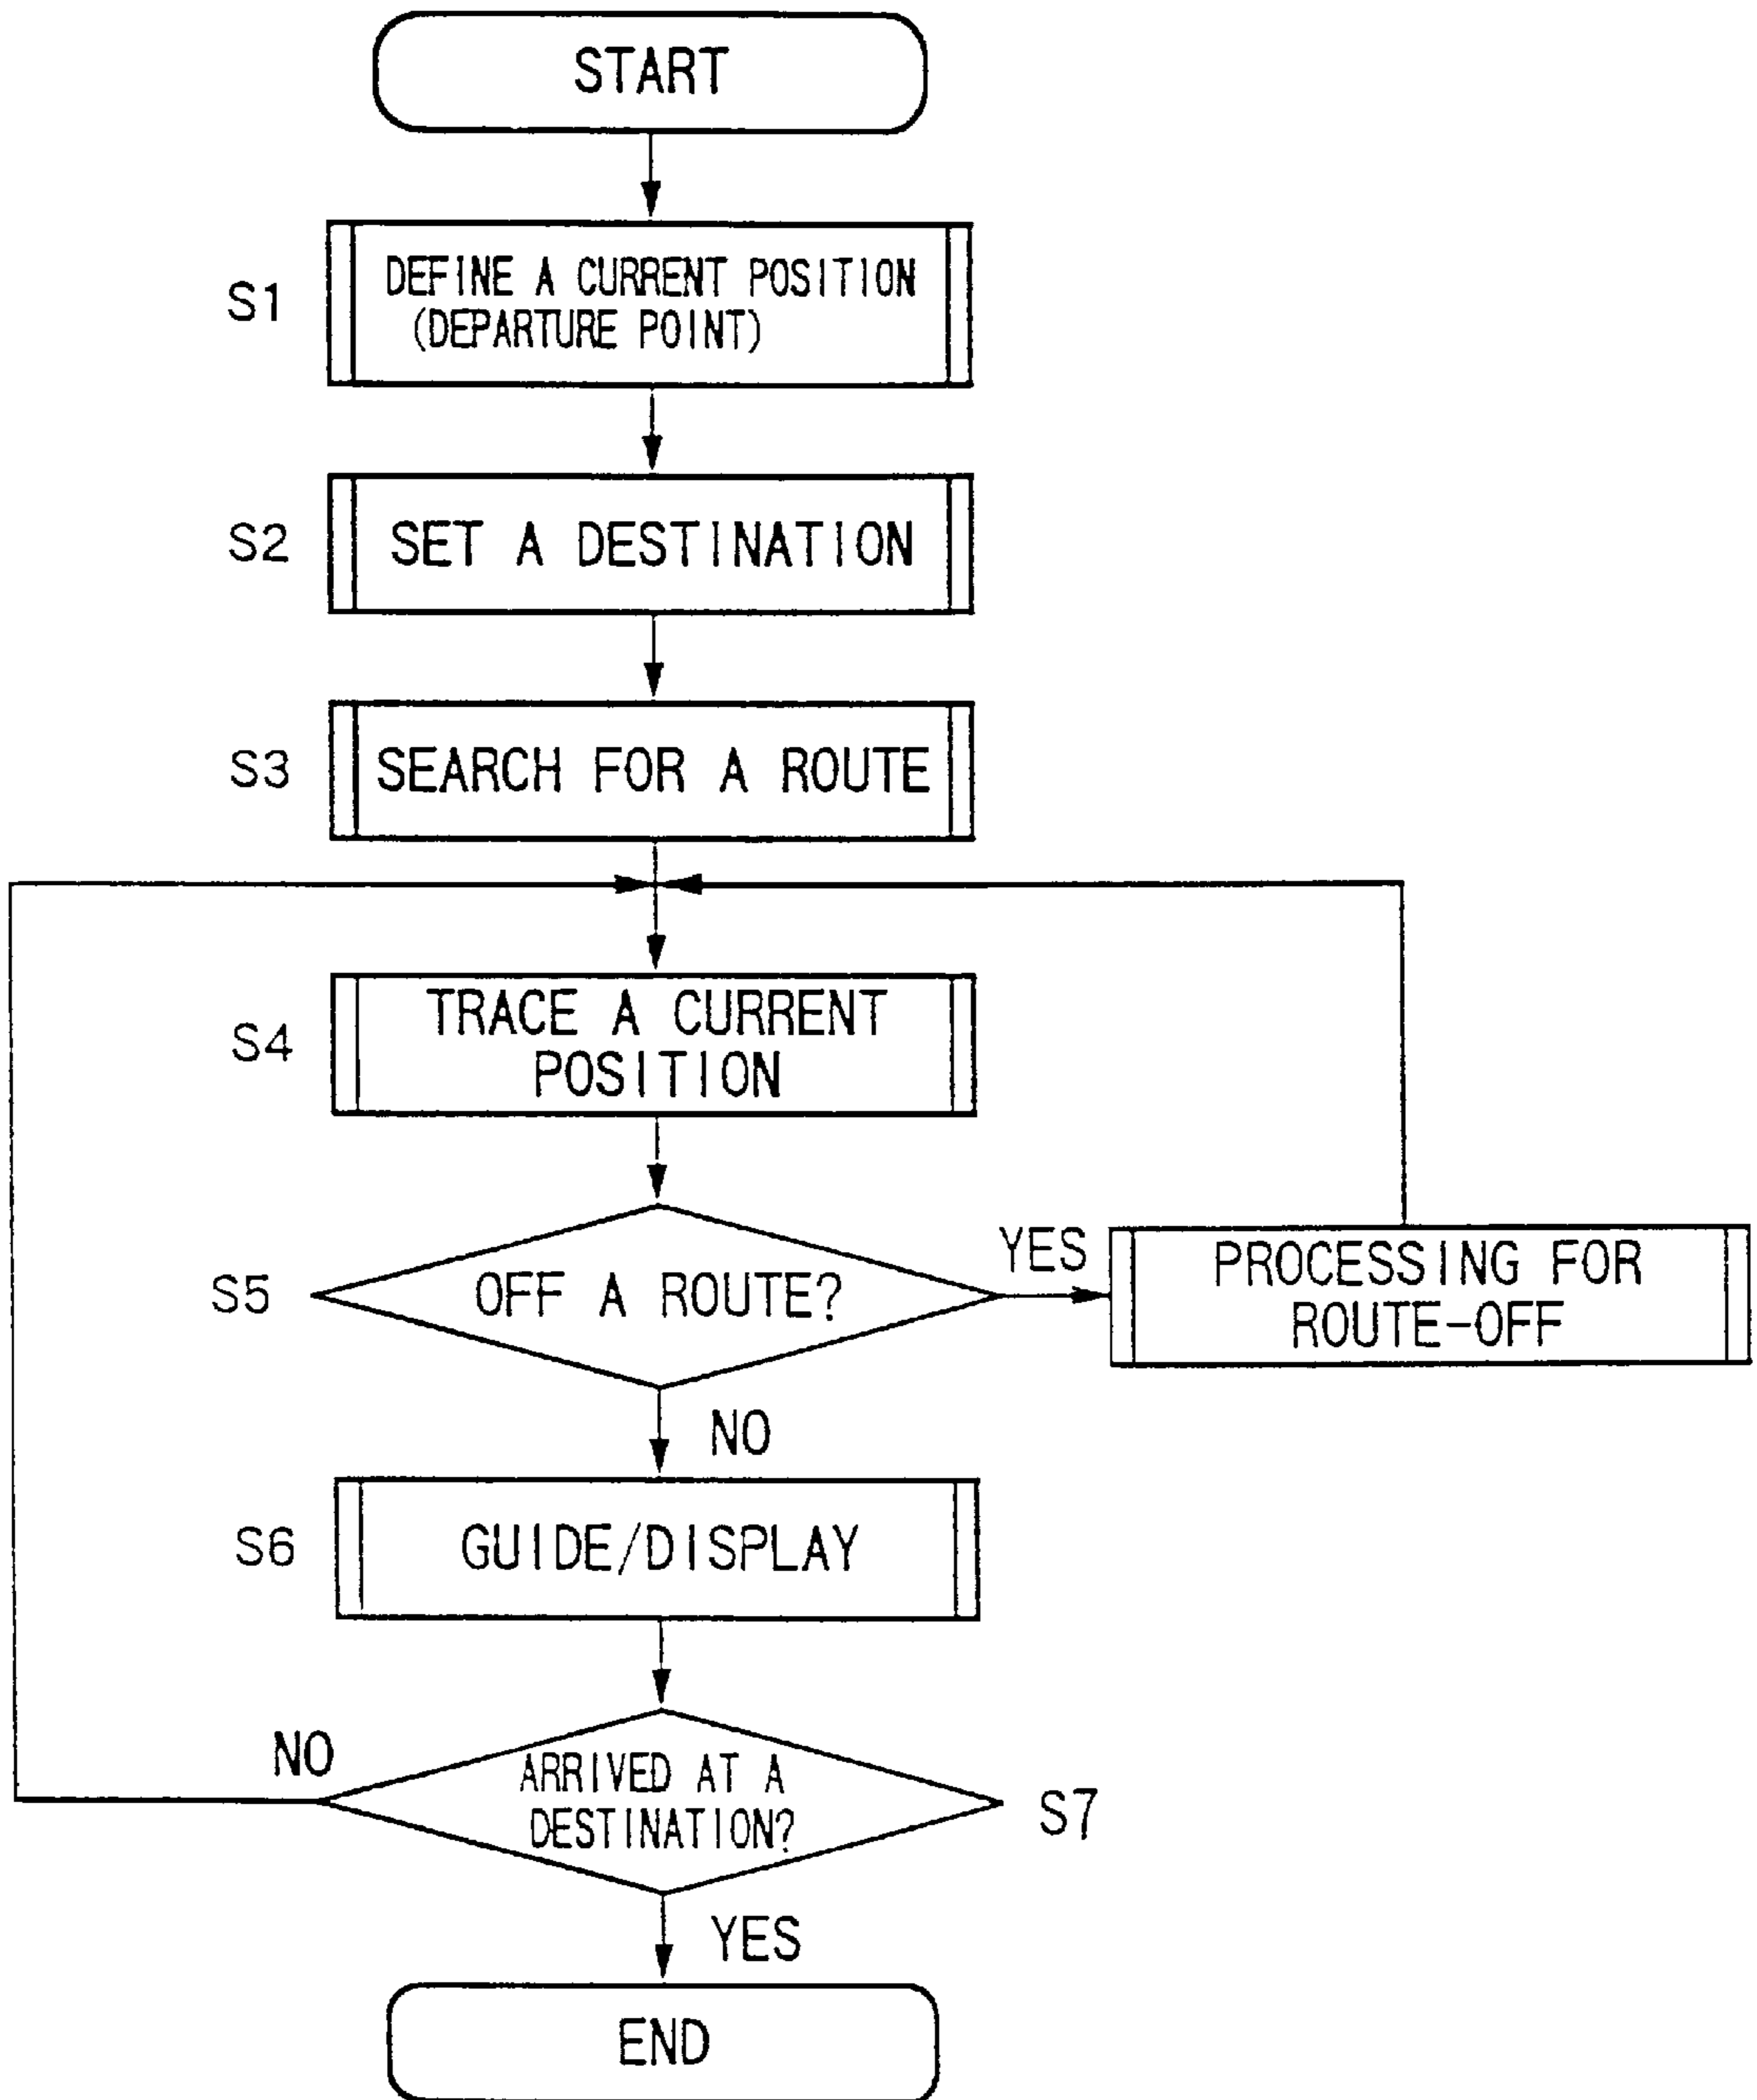 START
S1
DEFINE A CURRENT POSITION
(DEPARTURE POINT)
S2
SET A DESTINATION
S3
SEARCH FOR A ROUTE
S4
TRACE A CURRENT
POSITION
S5
OFF A ROUTE?
YES
PROCESSING FOR
ROUTE-OFF
NO
S6
GUIDE/DISPLAY
NO
ARRIVED AT A
DESTINATION?
S7
YES
END